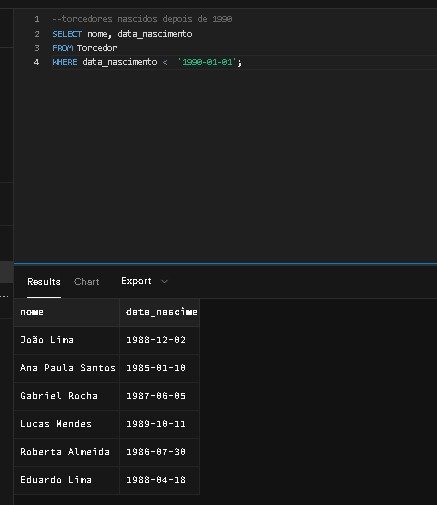 1 --torcedores nascidos depois de 1990
2 SELECT nome, data_nascimento
3 FROM Torcedor
4 WHERE data_nascimento < '1990-01-01';
Results Chart Export
nome data_nascime
João Lima 1988-12-02
Ana Paula Santos 1985-01-10
Gabriel Rocha 1987-06-05
Lucas Mendes 1989-10-11
Roberta Almeida 1986-07-30
Eduardo Lima 1988-04-18